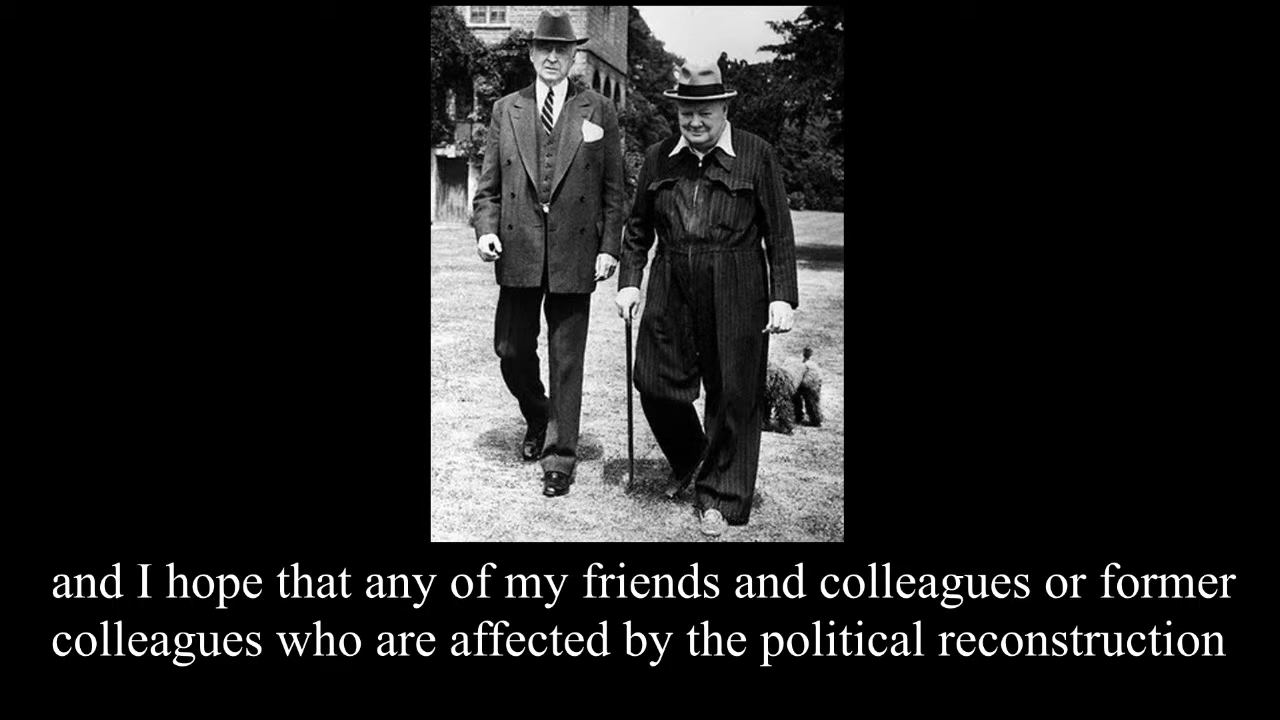 and I hope that any of my friends and colleagues or former
colleagues who are affected by the political reconstruction